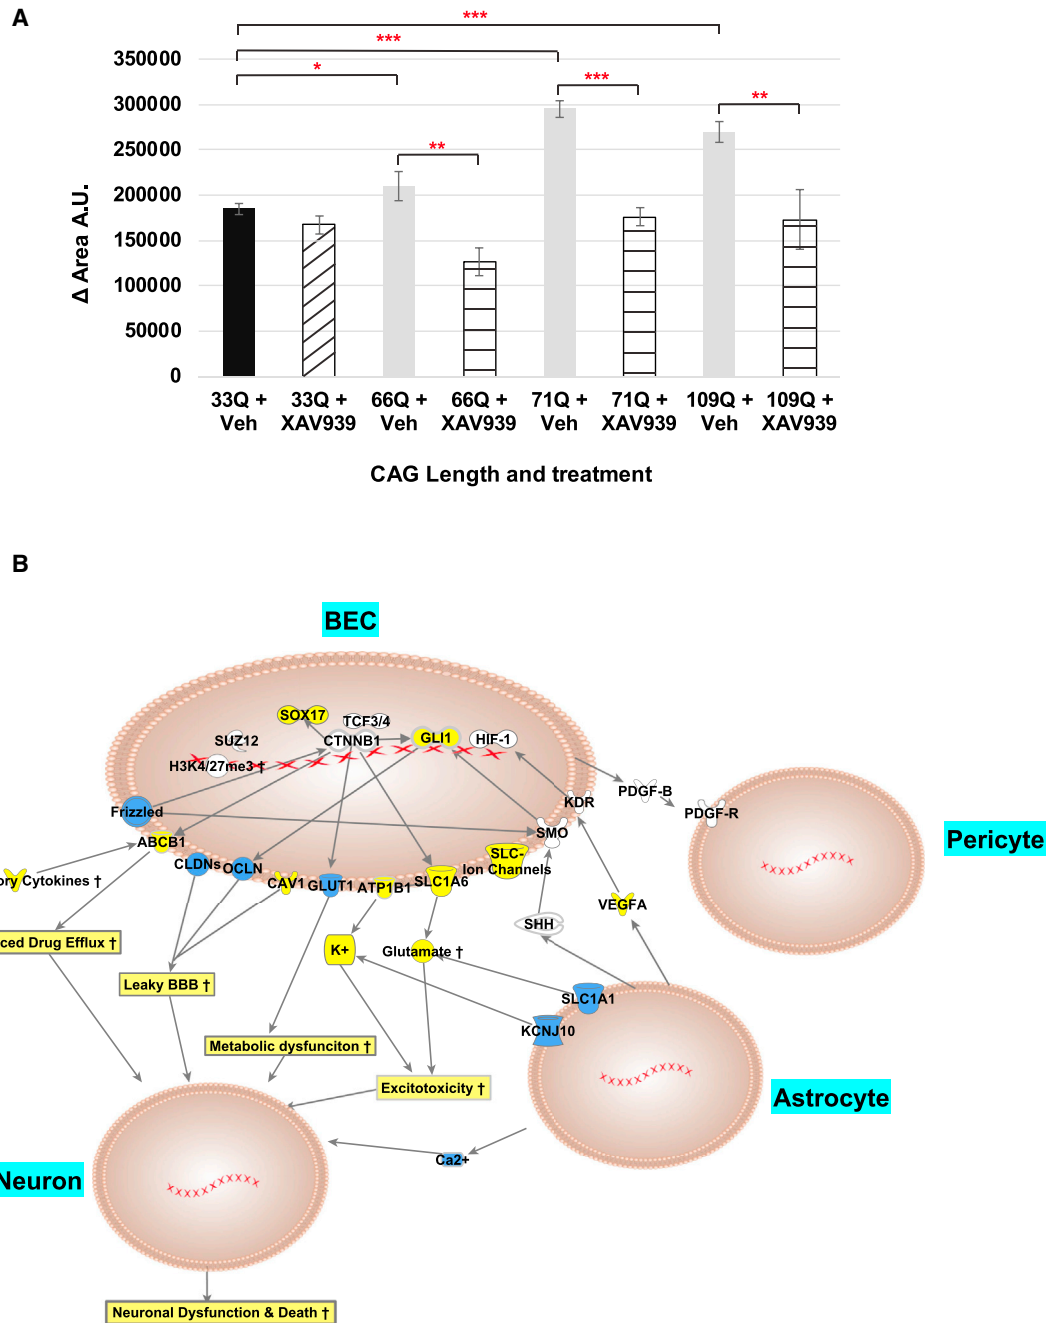 A
***
***
*
***
**
**
350000
300000
250000
200000
150000
100000
50000
0
Δ Area A.U.
33Q +
Veh
33Q +
XAV939
66Q +
Veh
66Q +
XAV939
71Q +
Veh
71Q +
XAV939
109Q +
Veh
109Q +
XAV939
CAG Length and treatment
B
BEC
SOX17
TCF3/4
SUZ12
CTNNB1
GLI1
HIF-1
H3K4/27me3 †
Frizzled
KDR
PDGF-B
PDGF-R
Pericyte
ABCB1
SMO
CLDNs
OCLN
SLC-
Ion Channels
ory Cytokines †
CAV1
GLUT1
ATP1B1
SLC1A6
VEGFA
SHH
ced Drug Efflux †
K+
Glutamate †
Leaky BBB †
SLC1A1
KCNJ10
Metabolic dysfunciton †
Excitotoxicity †
Astrocyte
Ca2+
Neuron
Neuronal Dysfunction & Death †